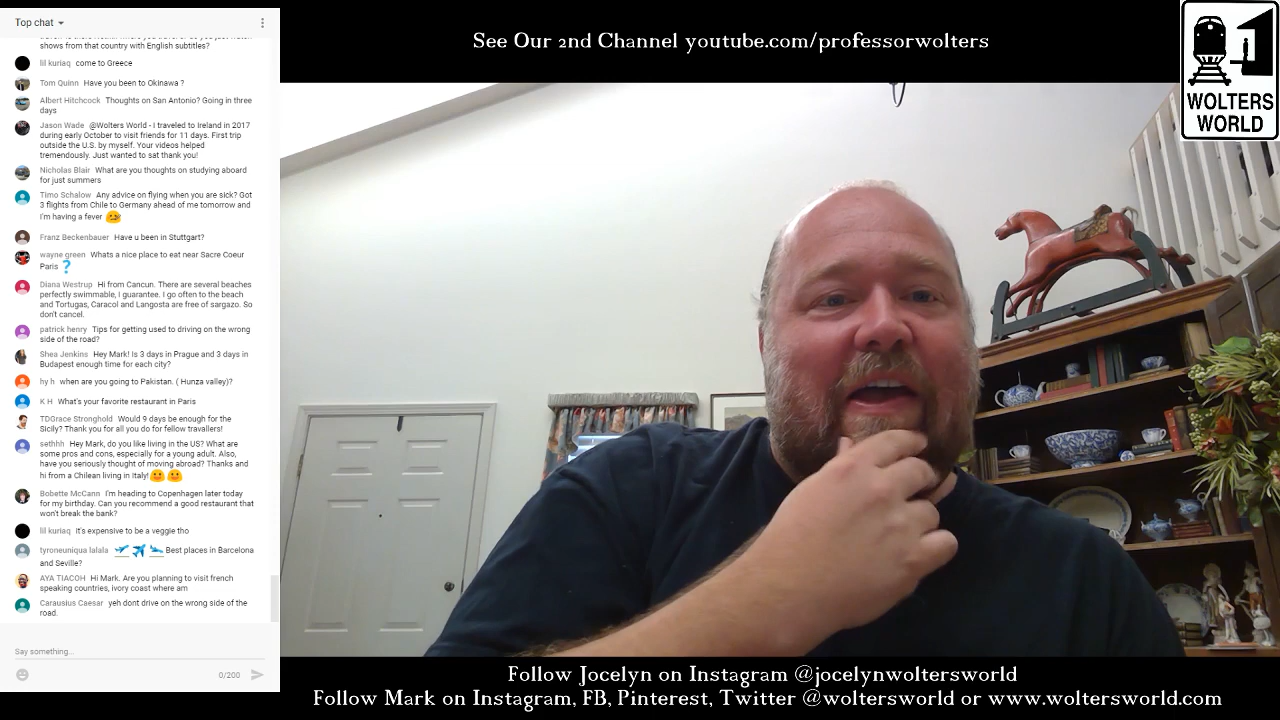 Top chat
shows from that country with English subtitles?
lil kuriaq come to Greece
Tom Quinn Have you been to Okinawa ?
Albert Hitchcock Thoughts on San Antonio? Going in three
days
Jason Wade @Wolters World - I traveled to Ireland in 2017
during early October to visit friends for 11 days. First trip
outside the U.S. by myself. Your videos helped
tremendously. Just wanted to sat thank you!
Nicholas Blair What are you thoughts on studying aboard
for just summers
Timo Schalow Any advice on flying when you are sick? Got
3 flights from Chile to Germany ahead of me tomorrow and
I'm having a fever
Franz Beckenbauer Have u been in Stuttgart?
wayne green Whats a nice place to eat near Sacre Coeur
Paris ?
Diana Westrup Hi from Cancun. There are several beaches
perfectly swimmable, I guarantee. I go often to the beach
and Tortugas, Caracol and Langosta are free of sargazo. So
don't cancel.
patrick henry Tips for getting used to driving on the wrong
side of the road?
Shea Jenkins Hey Mark! Is 3 days in Prague and 3 days in
Budapest enough time for each city?
hy h when are you going to Pakistan. ( Hunza valley)?
K H What's your favorite restaurant in Paris
TDGrace Stronghold Would 9 days be enough for the
Sicily? Thank you for all you do for fellow travallers!
sethhh Hey Mark, do you like living in the US? What are
some pros and cons, especially for a young adult. Also,
have you seriously thought of moving abroad? Thanks and
hi from a Chilean living in Italy!
Bobette McCann I'm heading to Copenhagen later today
for my birthday. Can you recommend a good restaurant that
won't break the bank?
lil kuriaq it's expensive to be a veggie tho
tyroneuniqua lalala Best places in Barcelona
and Seville?
AYA TIACOH Hi Mark. Are you planning to visit french
speaking countries, ivory coast where am
Carausius Caesar yeh dont drive on the wrong side of the
road.
Say something...
0/200
See Our 2nd Channel youtube.com/professorwolters
WOLTERS
WORLD
Follow Jocelyn on Instagram @jocelynwoltersworld
Follow Mark on Instagram, FB, Pinterest, Twitter @woltersworld or www.woltersworld.com